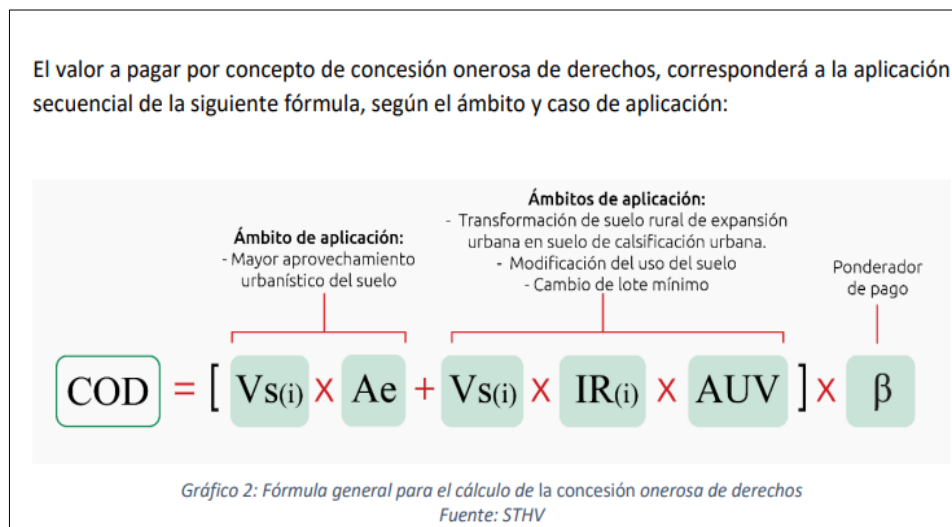 El valor a pagar por concepto de concesión onerosa de derechos, corresponderá a la aplicación
secuencial de la siguiente fórmula, según el ámbito y caso de aplicación:
Ámbito de aplicación:
- Mayor aprovechamiento
urbanístico del suelo
Ámbitos de aplicación:
- Transformación de suelo rural de expansión
urbana en suelo de calsificación urbana.
- Modificación del uso del suelo
- Cambio de lote mínimo
Ponderador
de pago
COD = [ Vs(i) X Ae + Vs(i) X IR(i) X AUV ] X β
Gráfico 2: Fórmula general para el cálculo de la concesión onerosa de derechos
Fuente: STHV